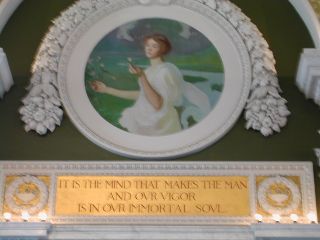 IT IS THE MIND THAT MAKES THE MAN
AND OVR VIGOR
IS IN OVR IMMORTAL SOVL